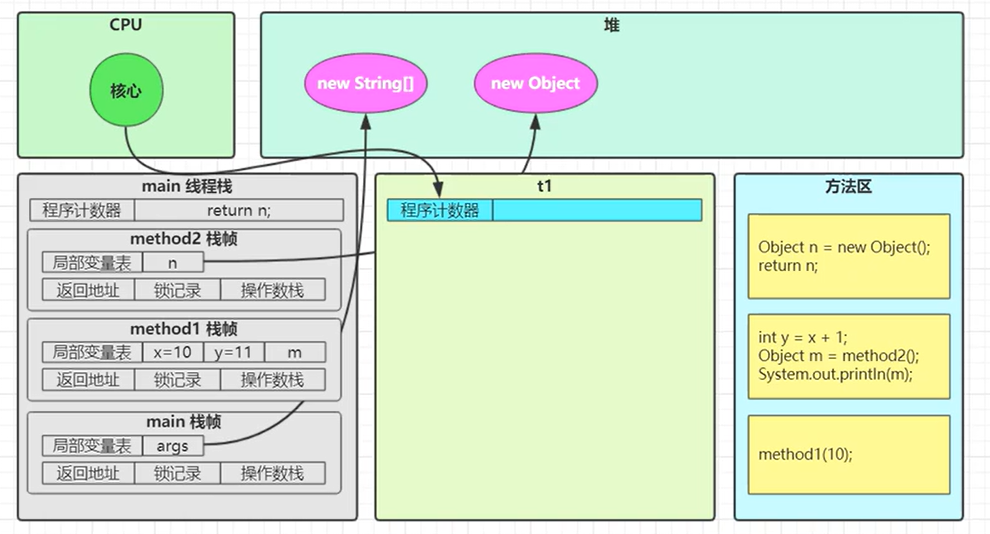 CPU
核心
堆
new String[]
new Object
main 线程栈
程序计数器 return n;
method2 栈帧
局部变量表 n
返回地址 锁记录 操作数栈
method1 栈帧
局部变量表 x=10 y=11 m
返回地址 锁记录 操作数栈
main 栈帧
局部变量表 args
返回地址 锁记录 操作数栈
t1
程序计数器
方法区
Object n = new Object();
return n;
int y = x + 1;
Object m = method2();
System.out.println(m);
method1(10);